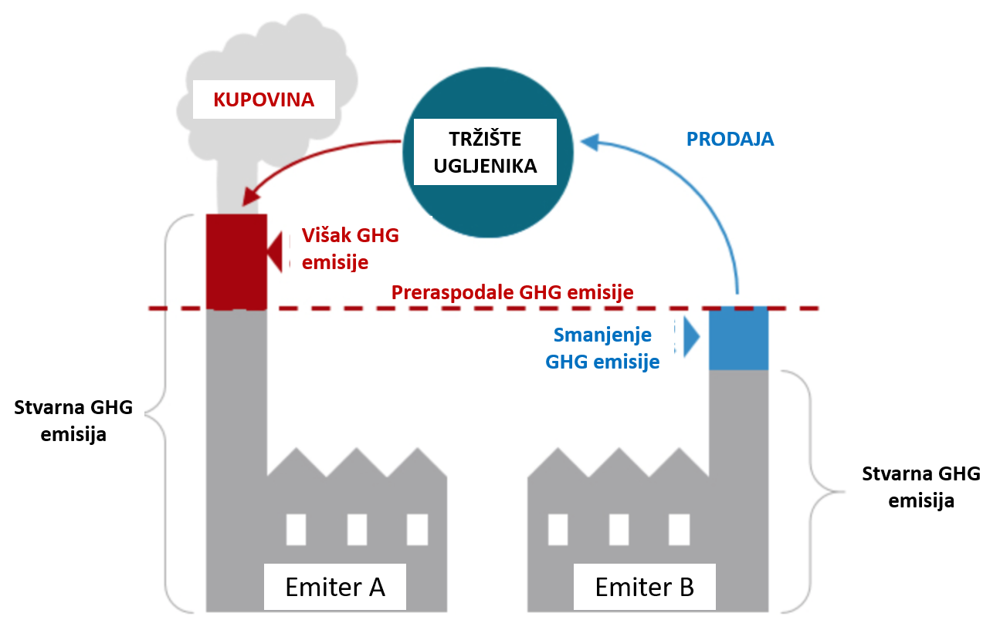 KUPOVINA
TRŽIŠTE
UGLJENIKA
PRODAJA
Višak GHG
emisije
Preraspodale GHG emisije
Smanjenje
GHG emisije
Stvarna GHG
emisija
Stvarna GHG
emisija
Emiter A
Emiter B